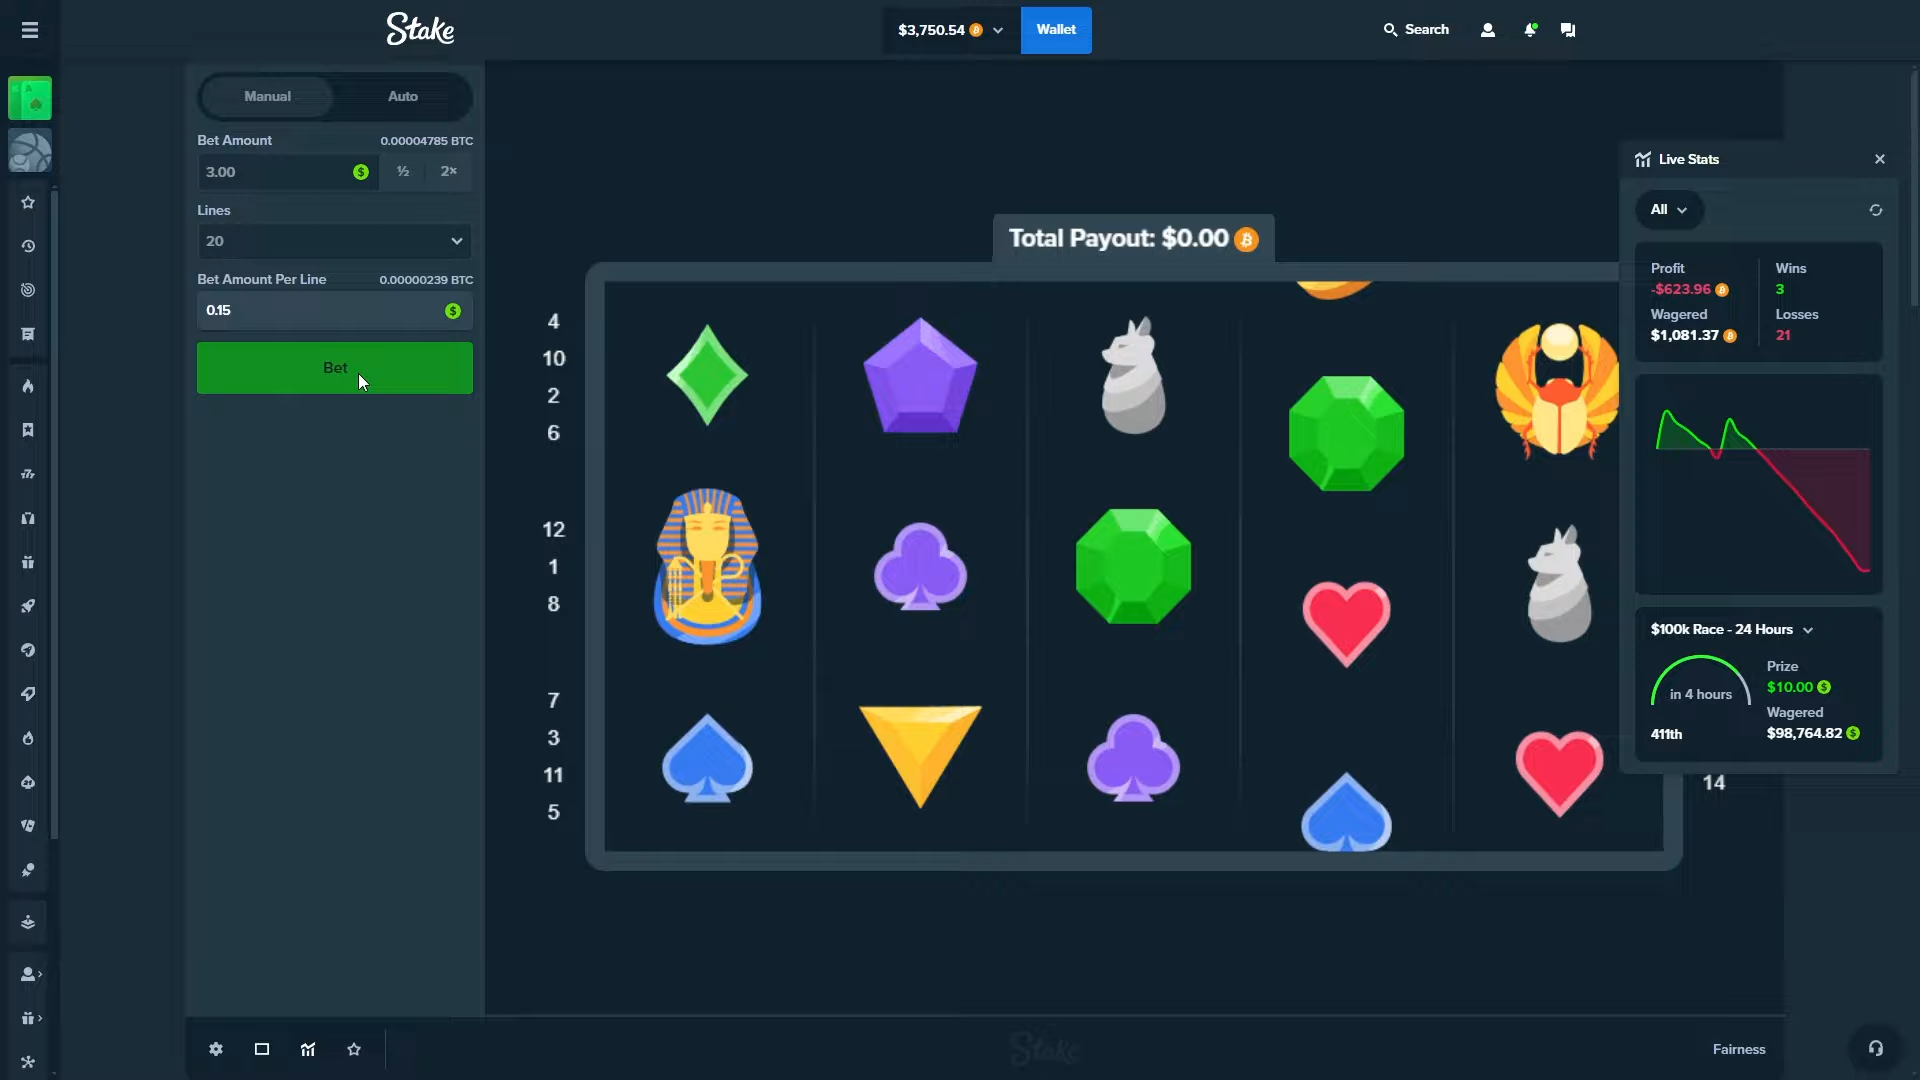 Stake
$3,750.54
Wallet
Search
Manual
Auto
Bet Amount
0.00004785 BTC
3.00
½
2×
Lines
20
Bet Amount Per Line
0.00000239 BTC
0.15
Bet
Total Payout: $0.00
4
10
2
6
12
1
8
7
3
11
5
14
Live Stats
All
Profit
-$623.96
Wins
3
Wagered
$1,081.37
Losses
21
$100k Race - 24 Hours
in 4 hours
411th
Prize
$10.00
Wagered
$98,764.82
Stake
Fairness